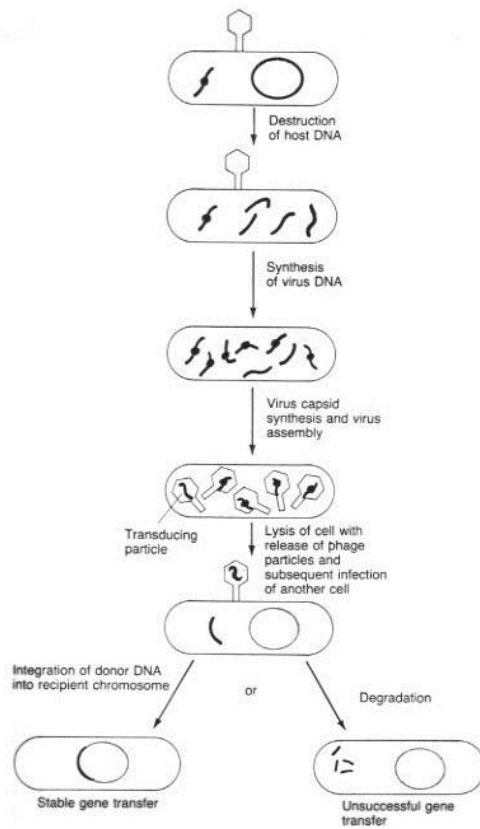 Destruction
of host DNA
Synthesis
of virus DNA
Virus capsid
synthesis and virus
assembly
Transducing
particle
Lysis of cell with
release of phage
particles and
subsequent infection
of another cell
Integration of donor DNA
into recipient chromosome
or
Degradation
Stable gene transfer
Unsuccessful gene
transfer